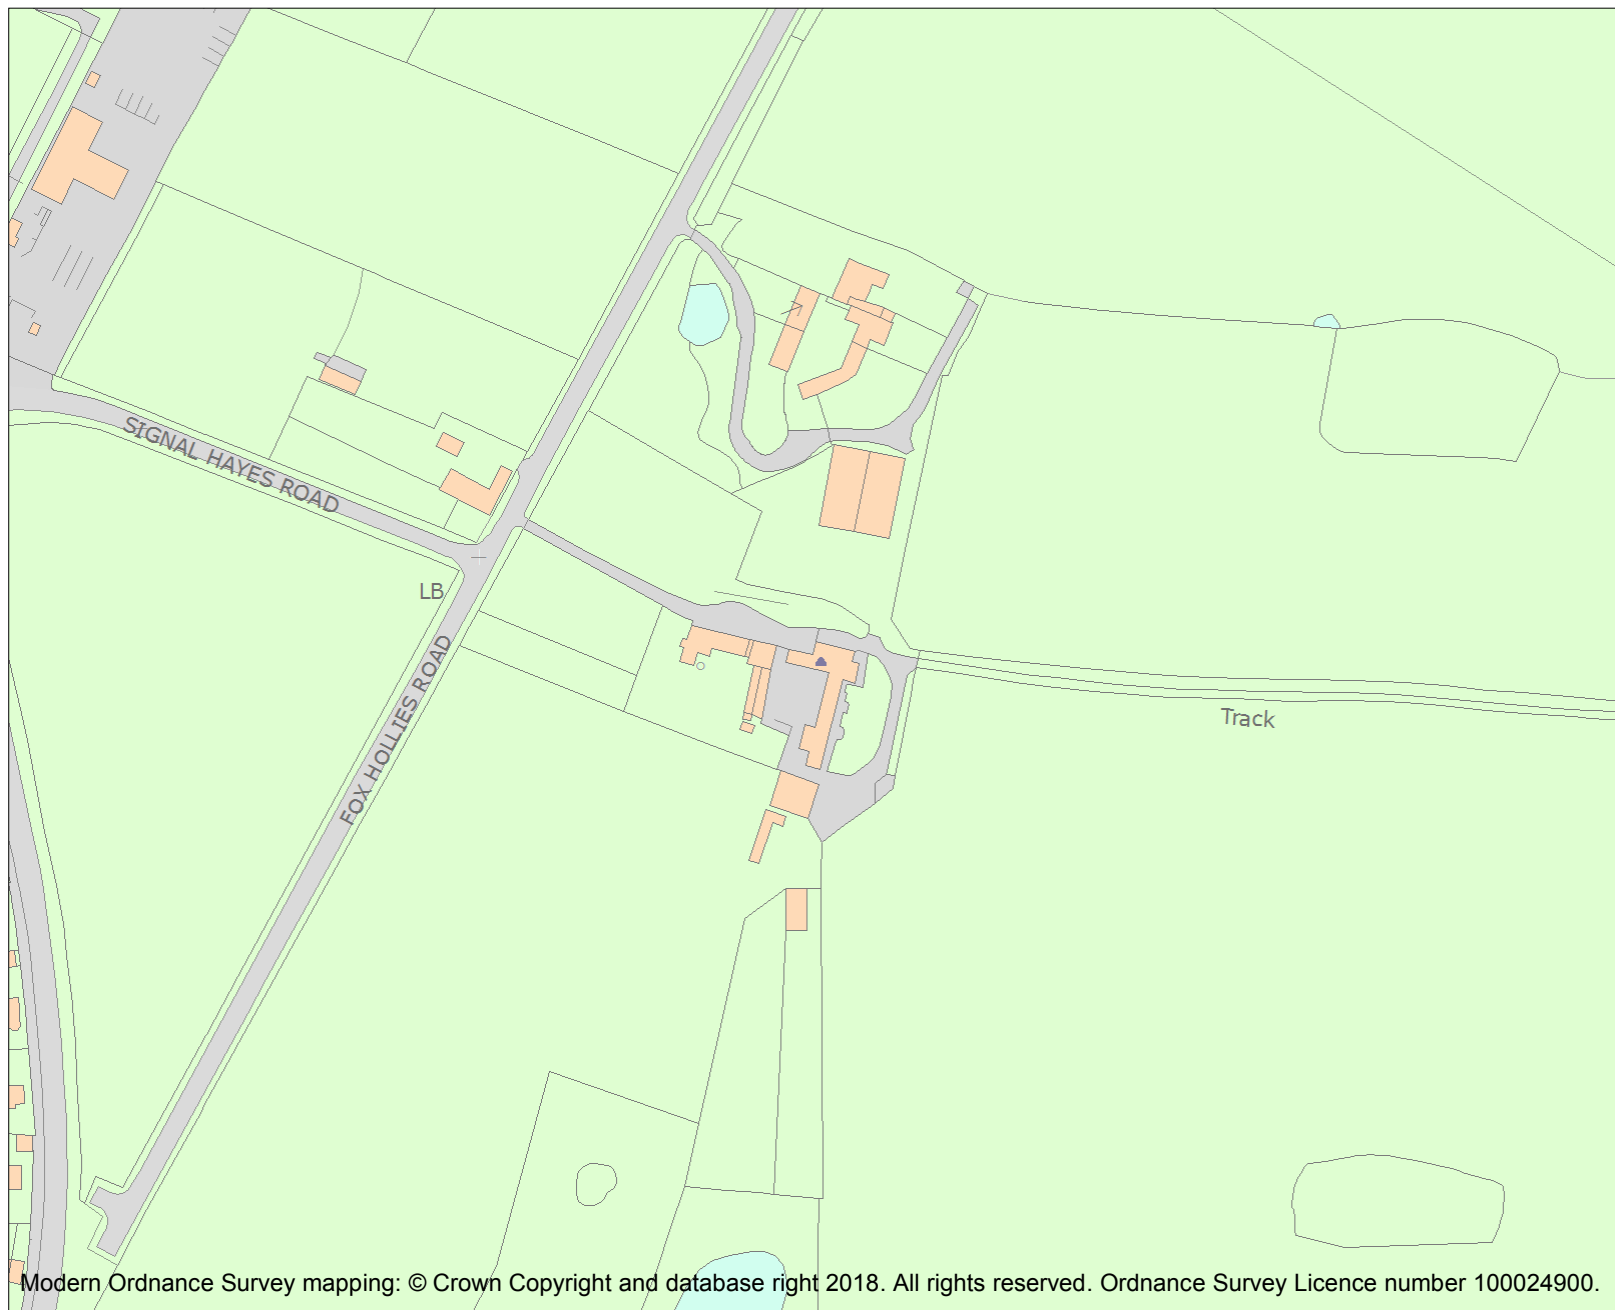 SIGNAL HAYES ROAD
LB
FOX HOLLIES ROAD
Track
Modern Ordnance Survey mapping: © Crown Copyright and database right 2018. All rights reserved. Ordnance Survey Licence number 100024900.